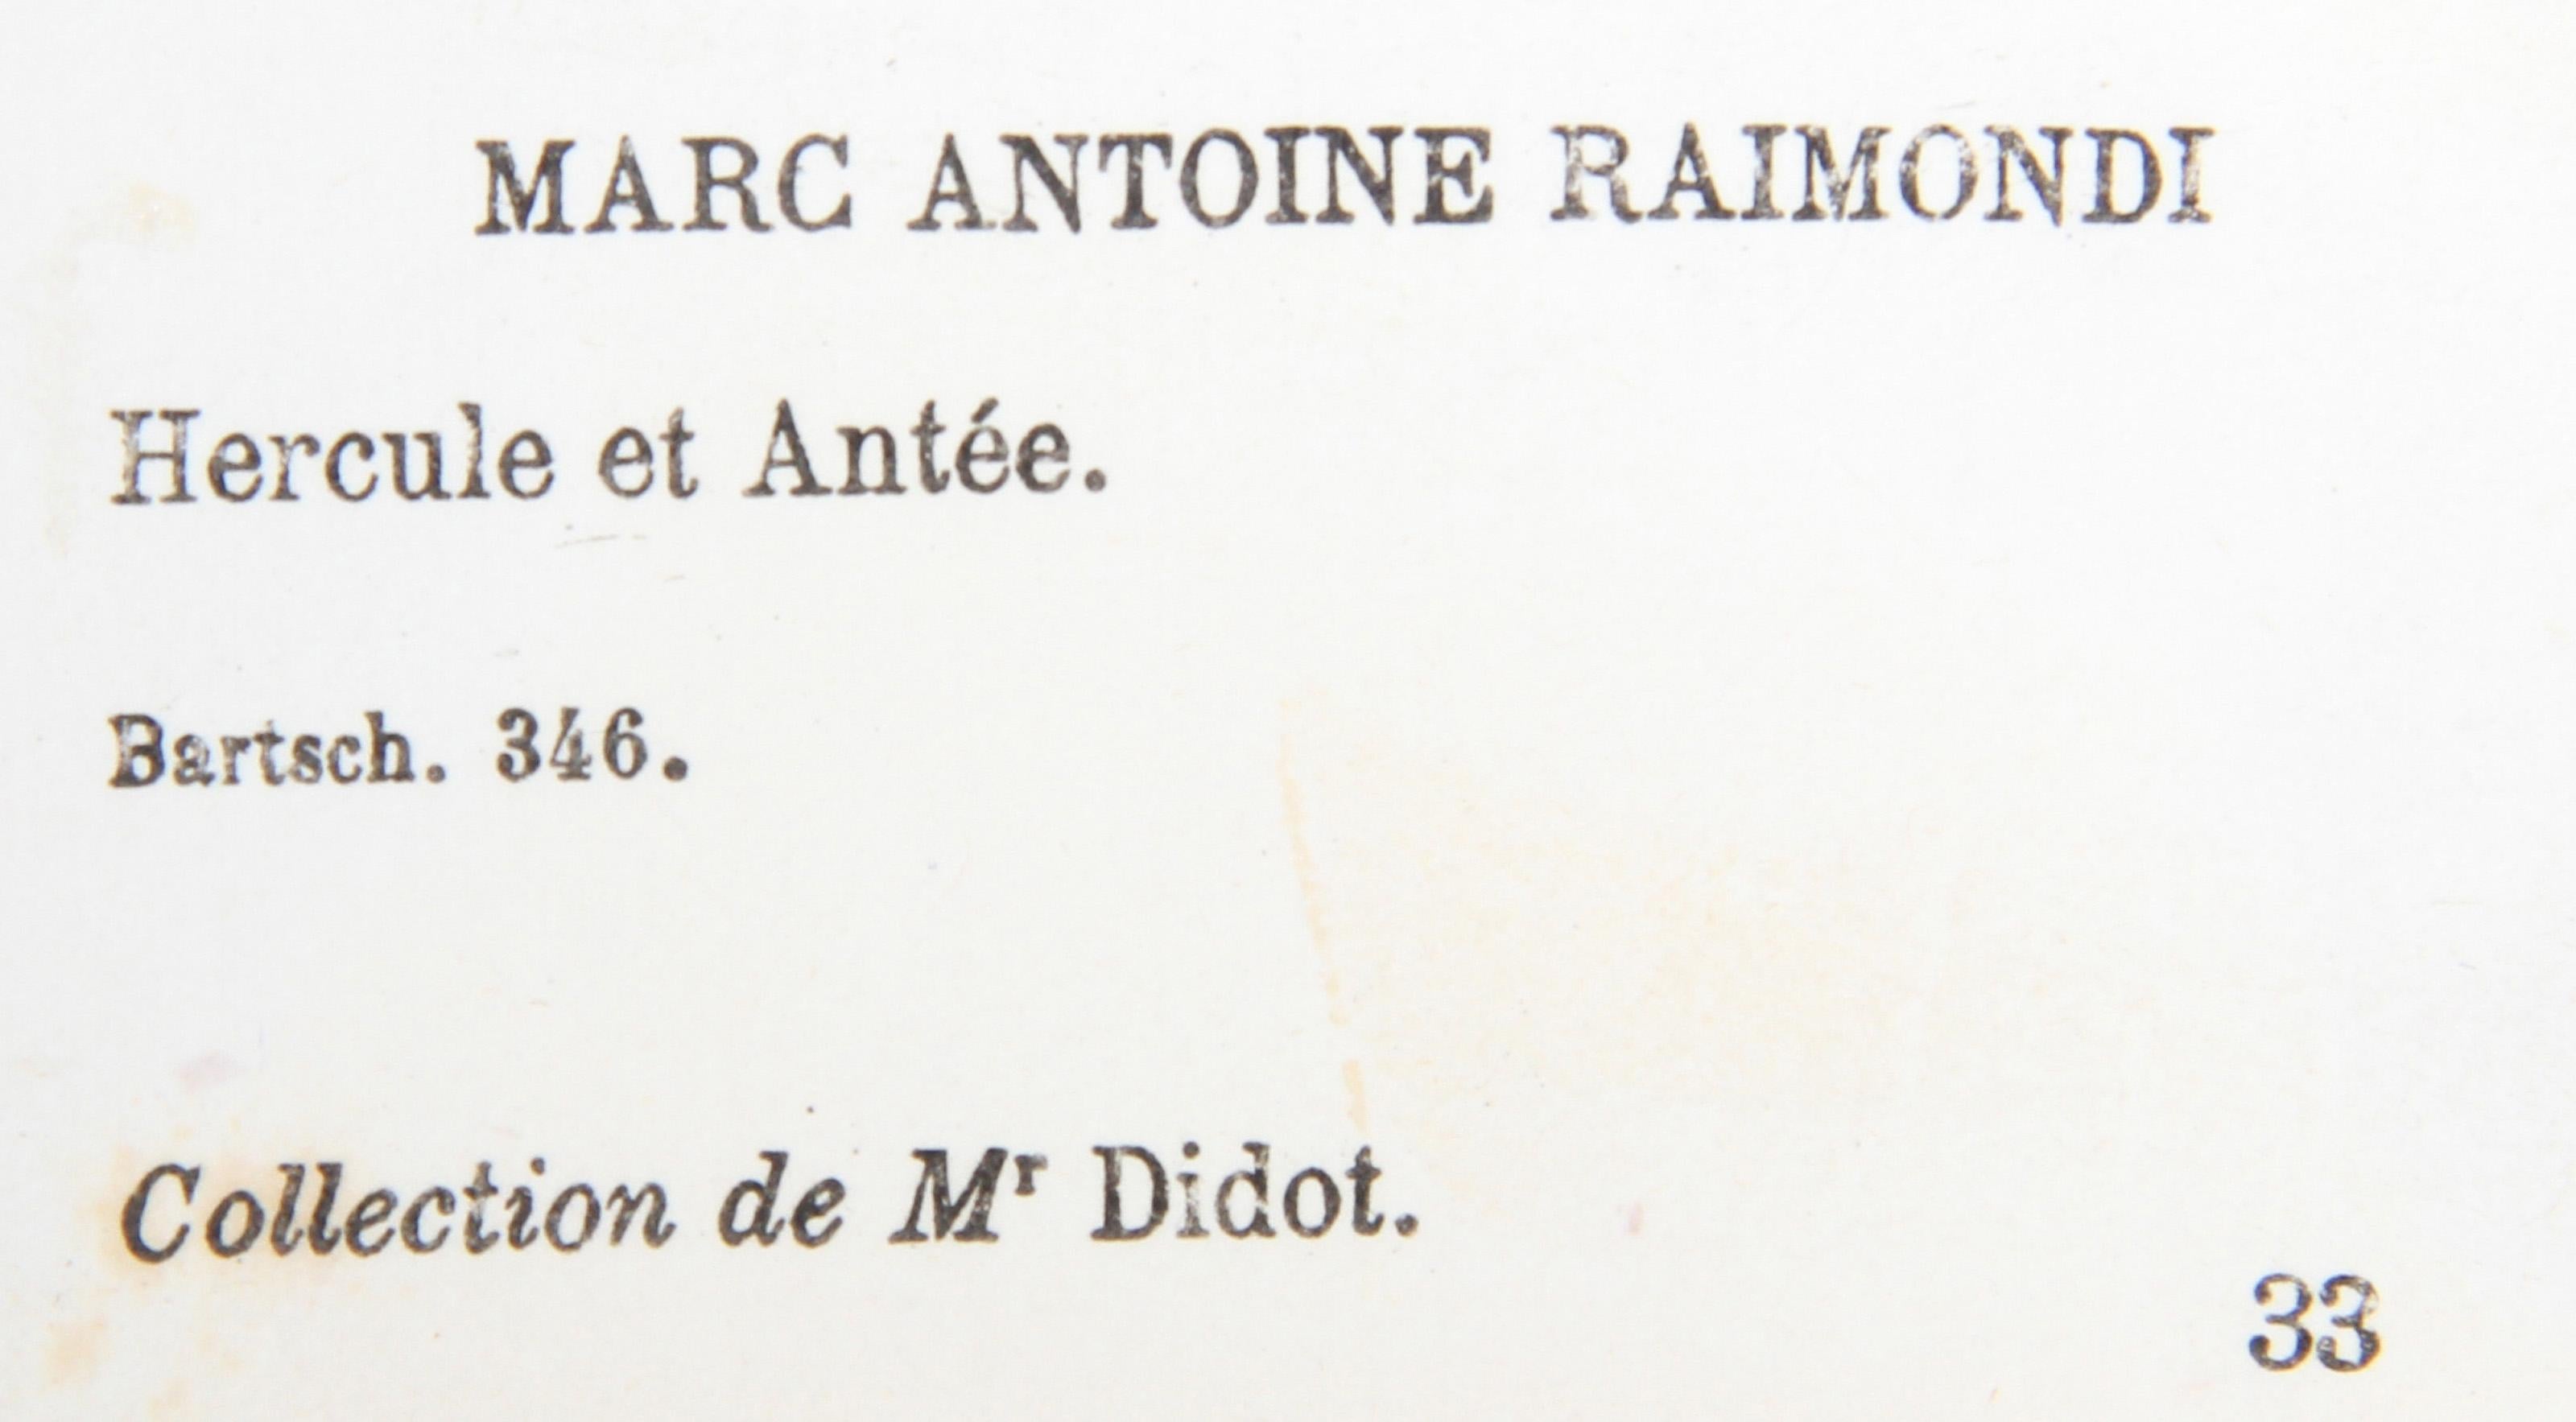 MARC ANTOINE RAIMONDI
Hercule et Antée.
Bartsch. 346.
Collection de Mʳ Didot.
33